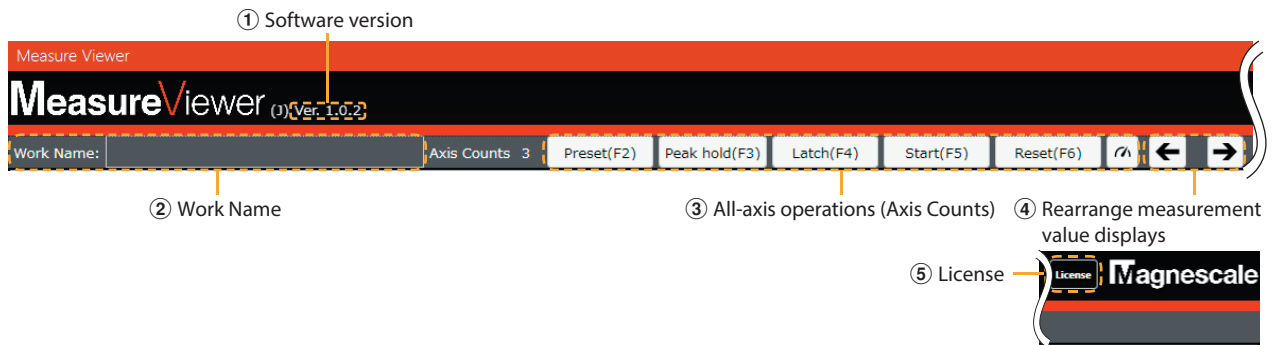 ① Software version
Measure Viewer
MeasureViewer (J) Ver. 1.0.2
Work Name: Axis Counts 3 Preset(F2) Peak hold(F3) Latch(F4) Start(F5) Reset(F6)
② Work Name
③ All-axis operations (Axis Counts)
④ Rearrange measurement
value displays
⑤ License
License Magnescale